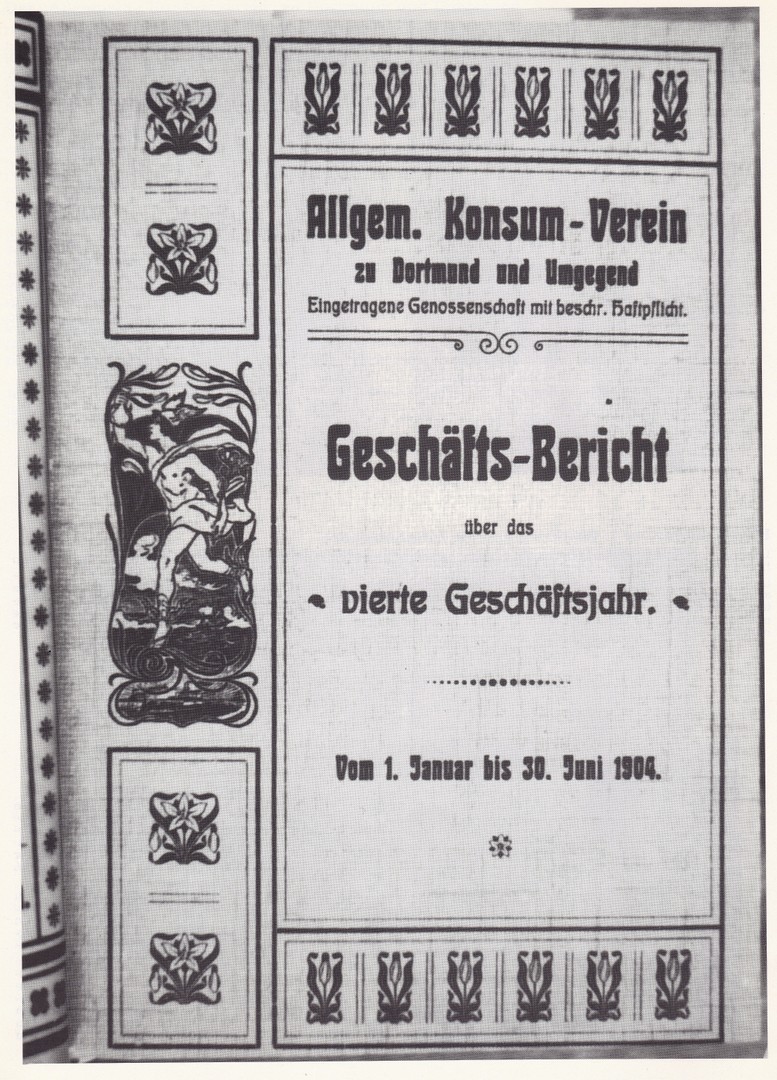 Allgem. Konsum-Verein
zu Dortmund und Umgegend
Eingetragene Genossenschaft mit beschr. Haftpflicht.
Geschäfts-Bericht
über das
vierte Geschäftsjahr.
Vom 1. Januar bis 30. Juni 1904.